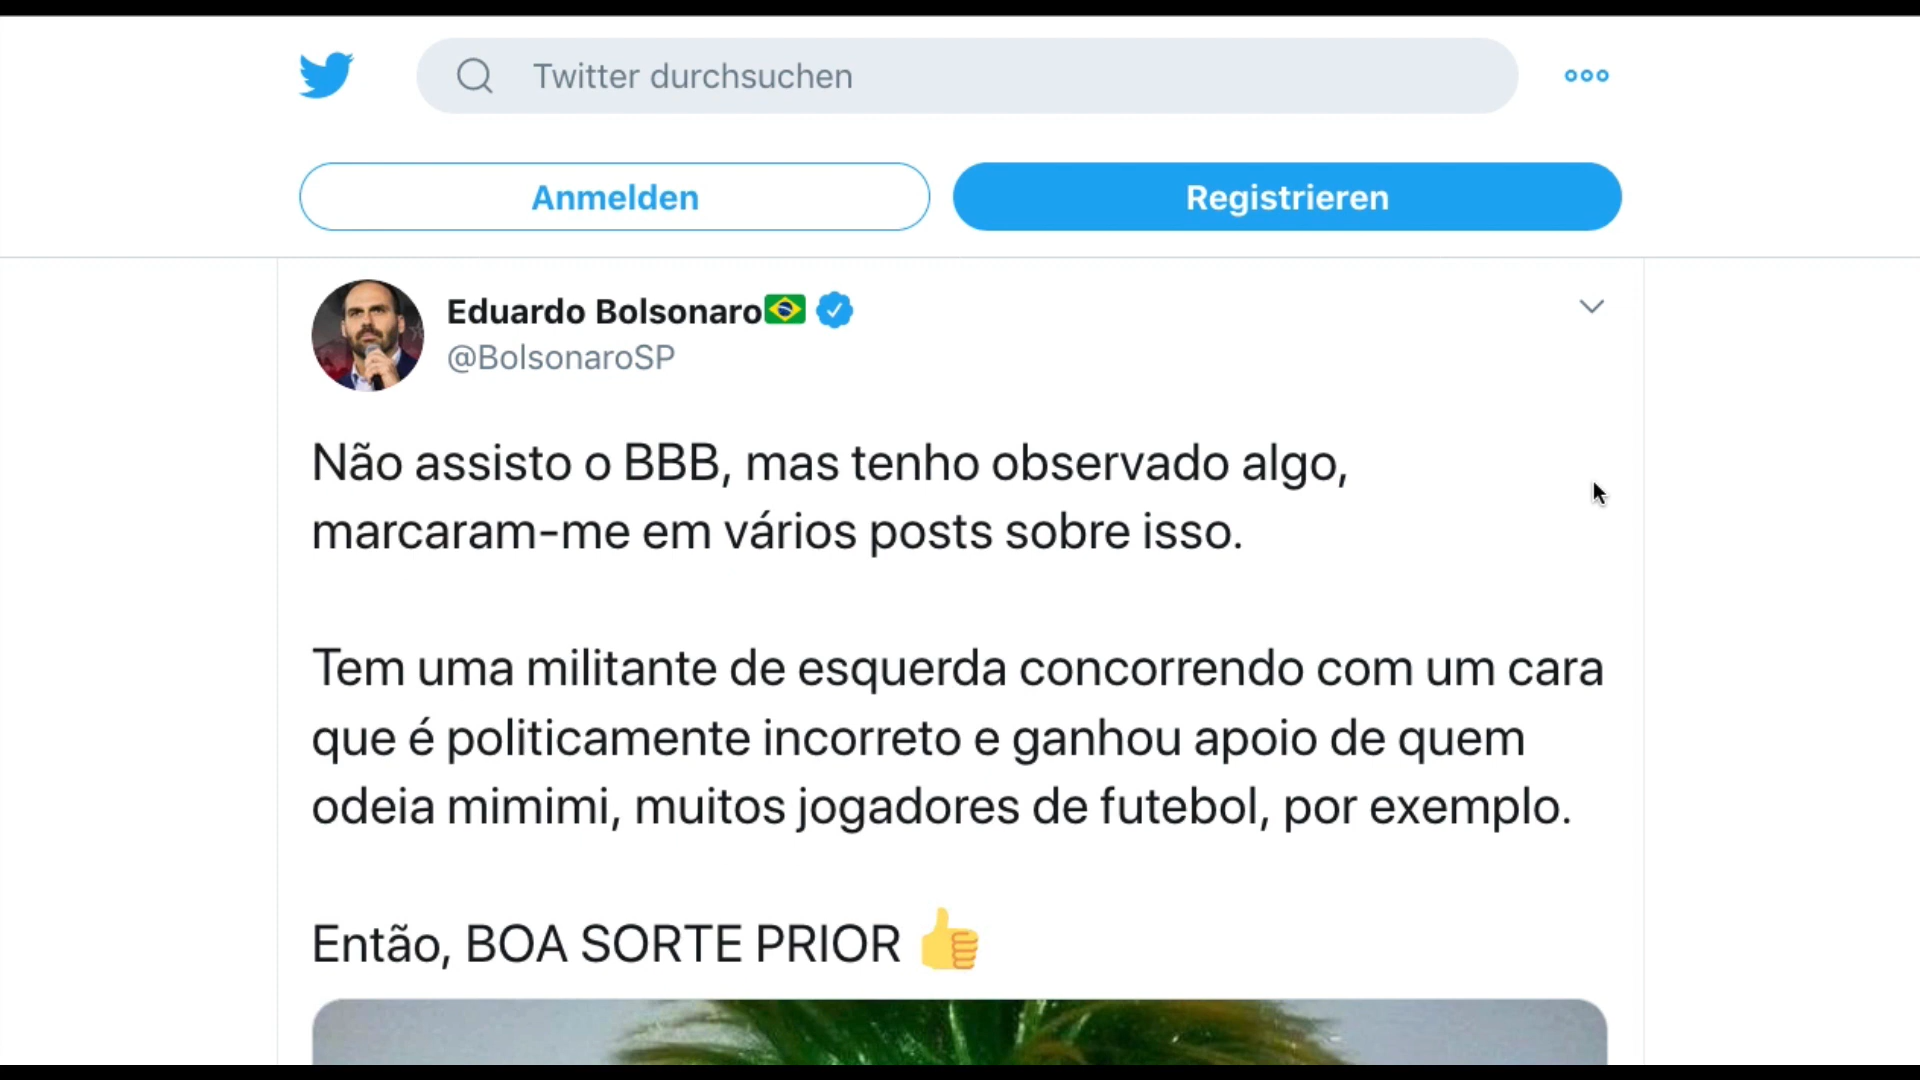 Twitter durchsuchen
Anmelden
Registrieren
Eduardo Bolsonaro🇧🇷
@BolsonaroSP
Não assisto o BBB, mas tenho observado algo,
marcaram-me em vários posts sobre isso.
Tem uma militante de esquerda concorrendo com um cara
que é politicamente incorreto e ganhou apoio de quem
odeia mimimi, muitos jogadores de futebol, por exemplo.
Então, BOA SORTE PRIOR 👍